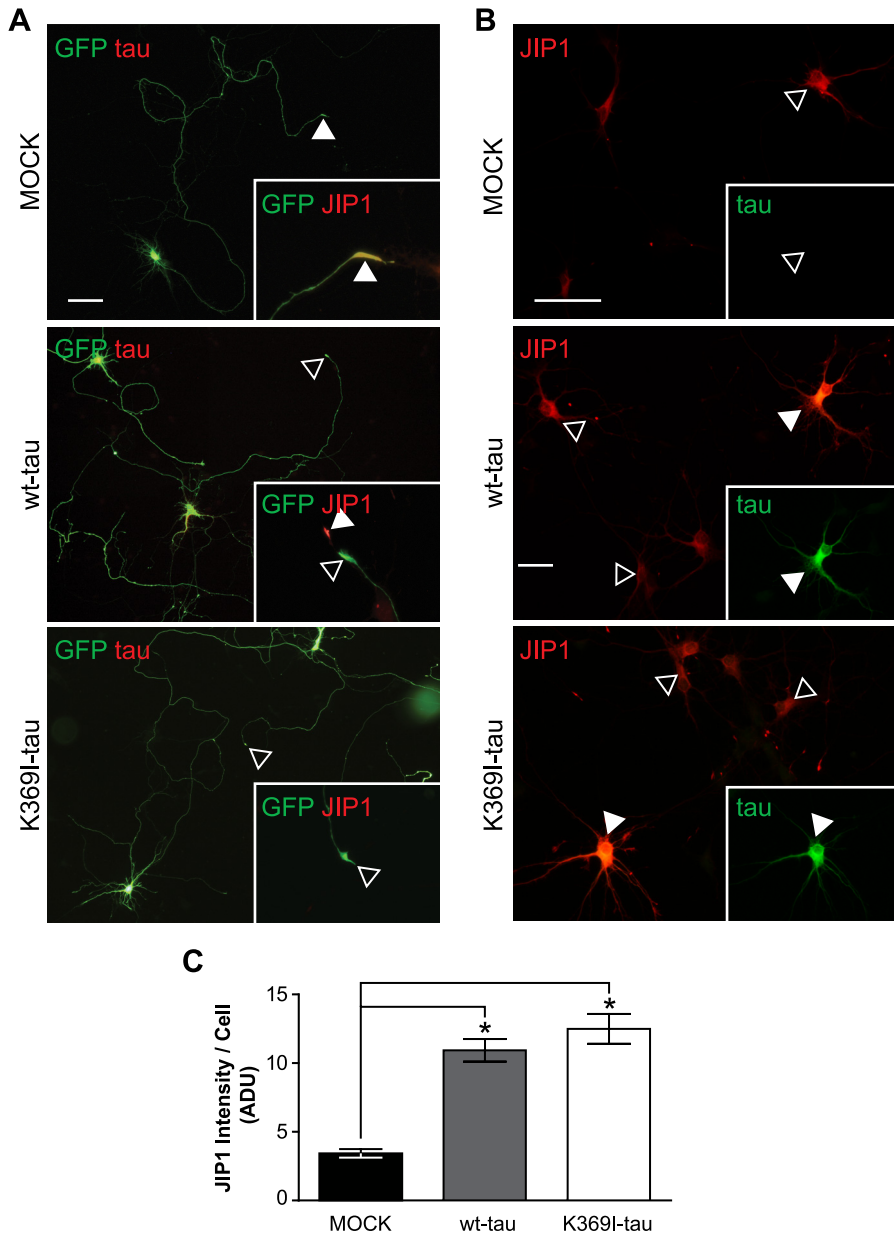 A
MOCK
GFP tau
GFP JIP1
wt-tau
GFP tau
GFP JIP1
K369I-tau
GFP tau
GFP JIP1
B
MOCK
JIP1
tau
wt-tau
JIP1
tau
K369I-tau
JIP1
tau
C
JIP1 Intensity / Cell
(ADU)
15
10
5
0
*
*
MOCK wt-tau K369I-tau